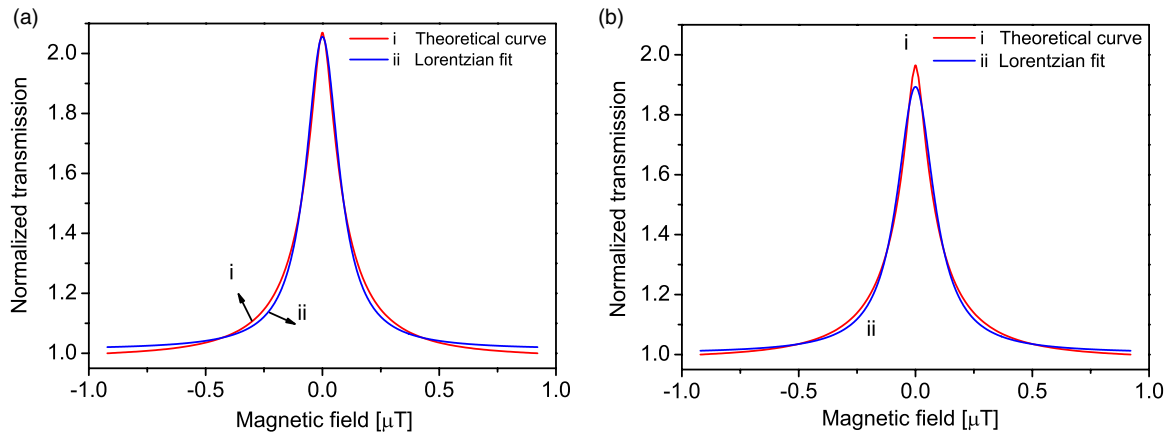 (a)
i Theoretical curve
ii Lorentzian fit
2.0
1.8
1.6
1.4
1.2
1.0
Normalized transmission
i
ii
-1.0 -0.5 0.0 0.5 1.0
Magnetic field [μT]
(b)
i
i Theoretical curve
ii Lorentzian fit
2.0
1.8
1.6
1.4
1.2
1.0
Normalized transmission
ii
-1.0 -0.5 0.0 0.5 1.0
Magnetic field [μT]